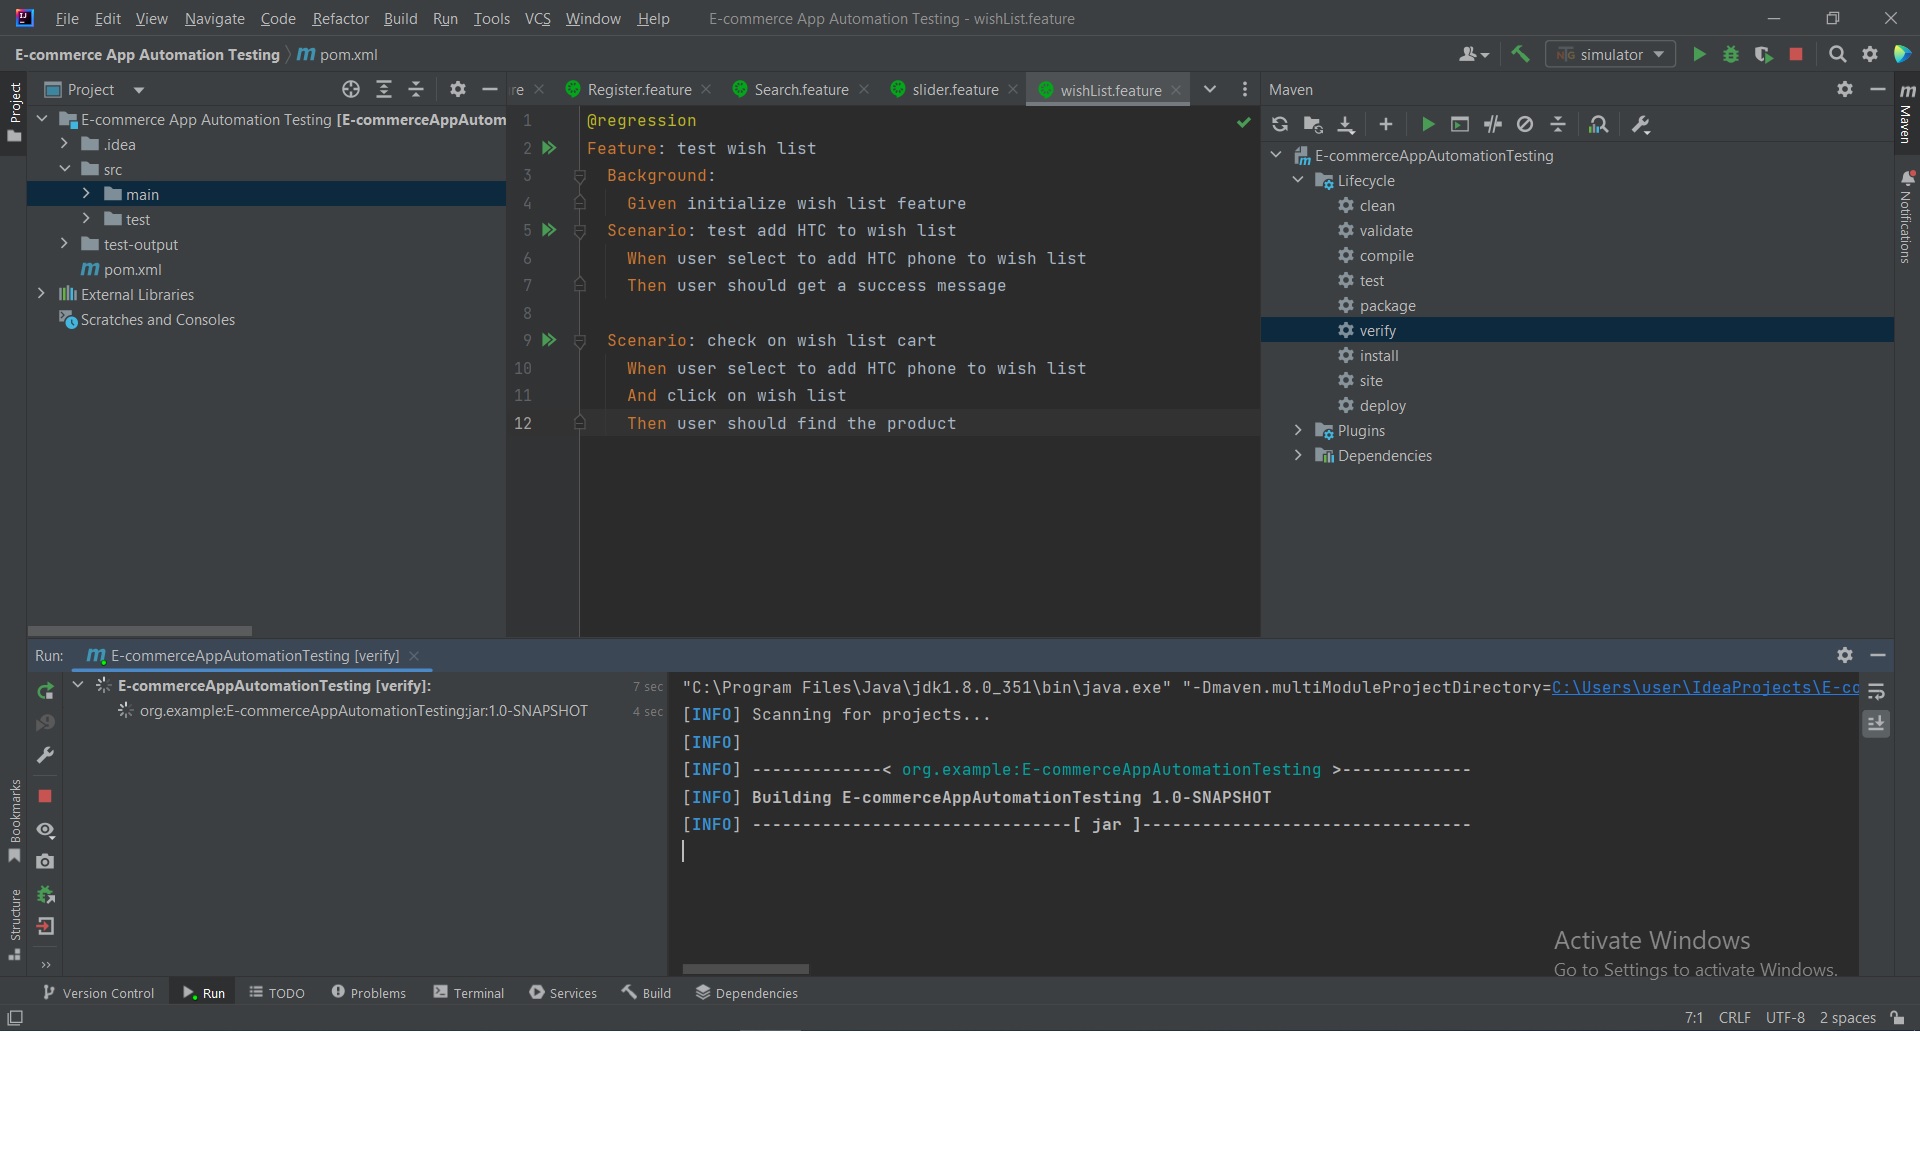 File Edit View Navigate Code Refactor Build Run Tools VCS Window Help E-commerce App Automation Testing - wishList.feature
E-commerce App Automation Testing pom.xml
simulator
Project
Project
E-commerce App Automation Testing [E-commerceAppAutom
.idea
src
main
test
test-output
pom.xml
External Libraries
Scratches and Consoles
re Register.feature Search.feature slider.feature wishList.feature
1 @regression
2 Feature: test wish list
3 Background:
4 Given initialize wish list feature
5 Scenario: test add HTC to wish list
6 When user select to add HTC phone to wish list
7 Then user should get a success message
8
9 Scenario: check on wish list cart
10 When user select to add HTC phone to wish list
11 And click on wish list
12 Then user should find the product
Maven
E-commerceAppAutomationTesting
Lifecycle
clean
validate
compile
test
package
verify
install
site
deploy
Plugins
Dependencies
Maven
Notifications
Run: E-commerceAppAutomationTesting [verify]
E-commerceAppAutomationTesting [verify]: 7 sec
org.example:E-commerceAppAutomationTesting:jar:1.0-SNAPSHOT 4 sec
"C:\Program Files\Java\jdk1.8.0_351\bin\java.exe" "-Dmaven.multiModuleProjectDirectory=C:\Users\user\IdeaProjects\E-co
[INFO] Scanning for projects...
[INFO]
[INFO] -------------< org.example:E-commerceAppAutomationTesting >-------------
[INFO] Building E-commerceAppAutomationTesting 1.0-SNAPSHOT
[INFO] --------------------------------[ jar ]---------------------------------
Bookmarks
Structure
Activate Windows
Go to Settings to activate Windows.
Version Control Run TODO Problems Terminal Services Build Dependencies
7:1 CRLF UTF-8 2 spaces